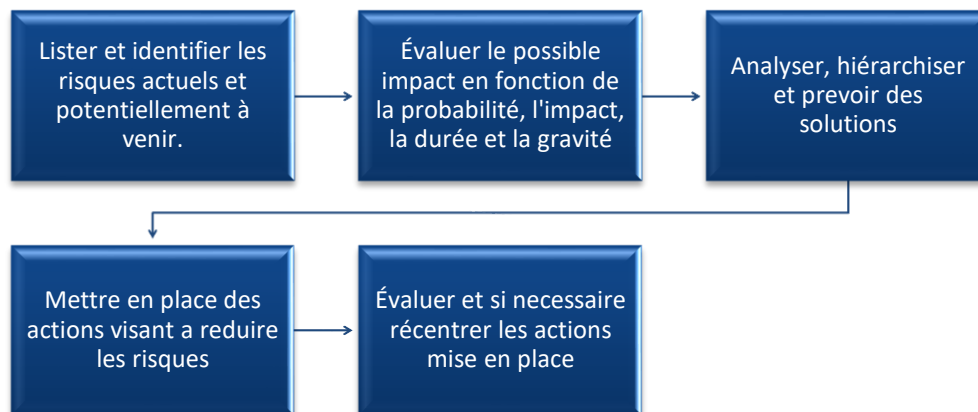 Lister et identifier les
risques actuels et
potentiellement à
venir.
Évaluer le possible
impact en fonction de
la probabilité, l'impact,
la durée et la gravité
Analyser, hiérarchiser
et prevoir des
solutions
Mettre en place des
actions visant a reduire
les risques
Évaluer et si necessaire
récentrer les actions
mise en place